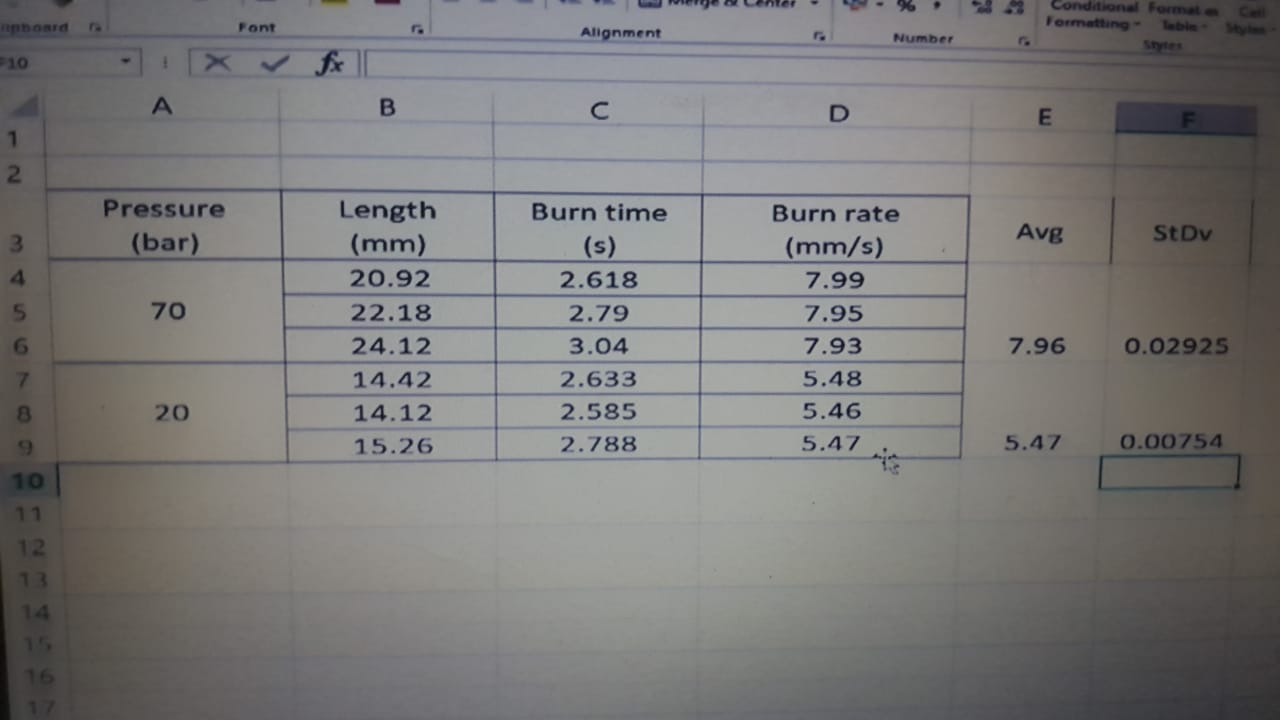 Merge & Center
% ,
Conditional Format as Cell
Formatting Table Styles
Font
Alignment
Number
Styles
fx
A B C D E F
1
2
Pressure (bar) Length (mm) Burn time (s) Burn rate (mm/s) Avg StDv
3
4 20.92 2.618 7.99
5 70 22.18 2.79 7.95
6 24.12 3.04 7.93 7.96 0.02925
7 14.42 2.633 5.48
8 20 14.12 2.585 5.46
9 15.26 2.788 5.47 5.47 0.00754
10
11
12
13
14
15
16
17